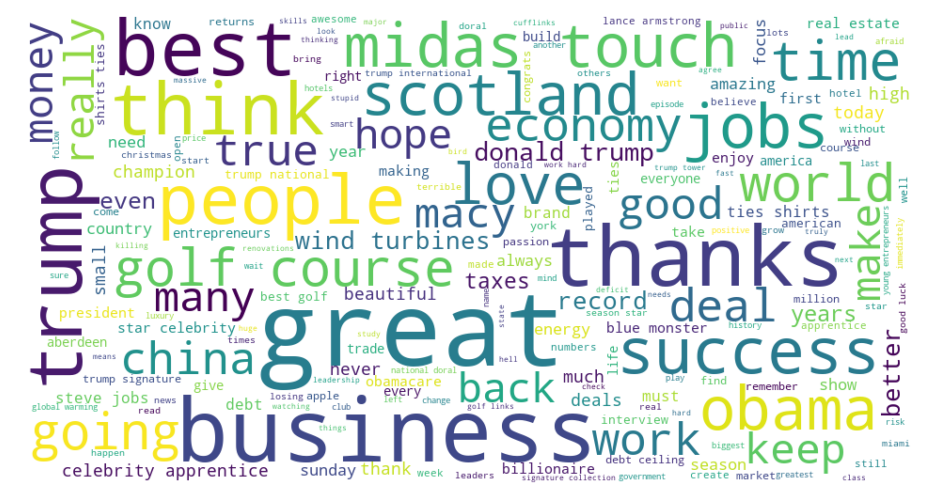 know
returns
skills
major
awesome
doral
cufflinks
lance armstrong
public
real estate
look
thinking
another
lots
lead
afraid
money
really
shirts ties
best
midas
touch
build
focus
time
bring
right
trump international
others
congrats
agree
want
amazing
first
hotel
high
massive
hotels
stupid
think
scotland
episode
believe
today
without
price
smart
economy
jobs
follow
need
open
christmas
start
true
hope
year
bird
wind
course
champion
trump national
donald
work hard
donald trump
trump tower
fast
enjoy
america
last
making
terrible
love
ties
everyone
world
well
trump
even
people
macy
played
good
positive
grow
american
truly
come
country
entrepreneurs
passion
brand
york
take
ties shirts
make
young entrepreneurs
immediately
killing
renovations
wind turbines
always
thanks
next
sure
small
golf course
wait
made
mind
taxes
deficit
needs
million
star
many
best golf
beautiful
name
season star
record
deal
years
good luck
president
luxury
huge
great
state
energy
blue monster
history
apprentice
star celebrity
times
trade
numbers
life
success
better
aberdeen
china
study
hell
means
never
national doral
back
much
play
find
remember
show
trump signature
leadership
obamacare
check
steve jobs
give
debt
losing
apple
every
deals
must
obama
risk
global warming
read
news
watching
club
left
change
golf links
real
interview
hard
going
things
business
work
keep
miami
happen
biggest
season
still
celebrity apprentice
sunday
thank
week
leaders
billionaire
signature collection
debt ceiling
government
create
market
greatest
class